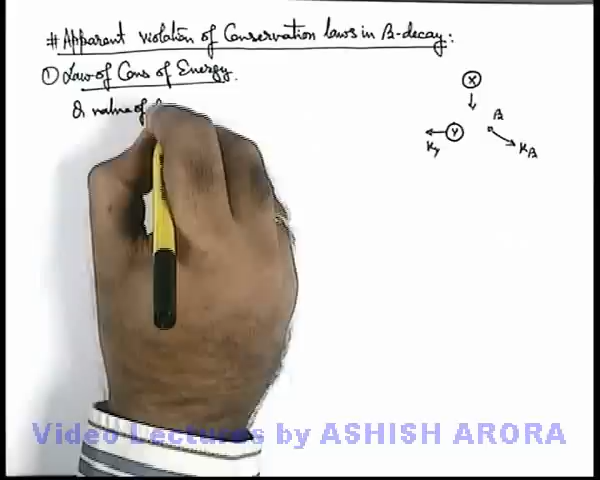 # Apparent violation of Conservation laws in β-decay:
① Law of Cons of Energy.
Q value of
X
Y
β
Ky
Kβ
Video Lectures by ASHISH ARORA